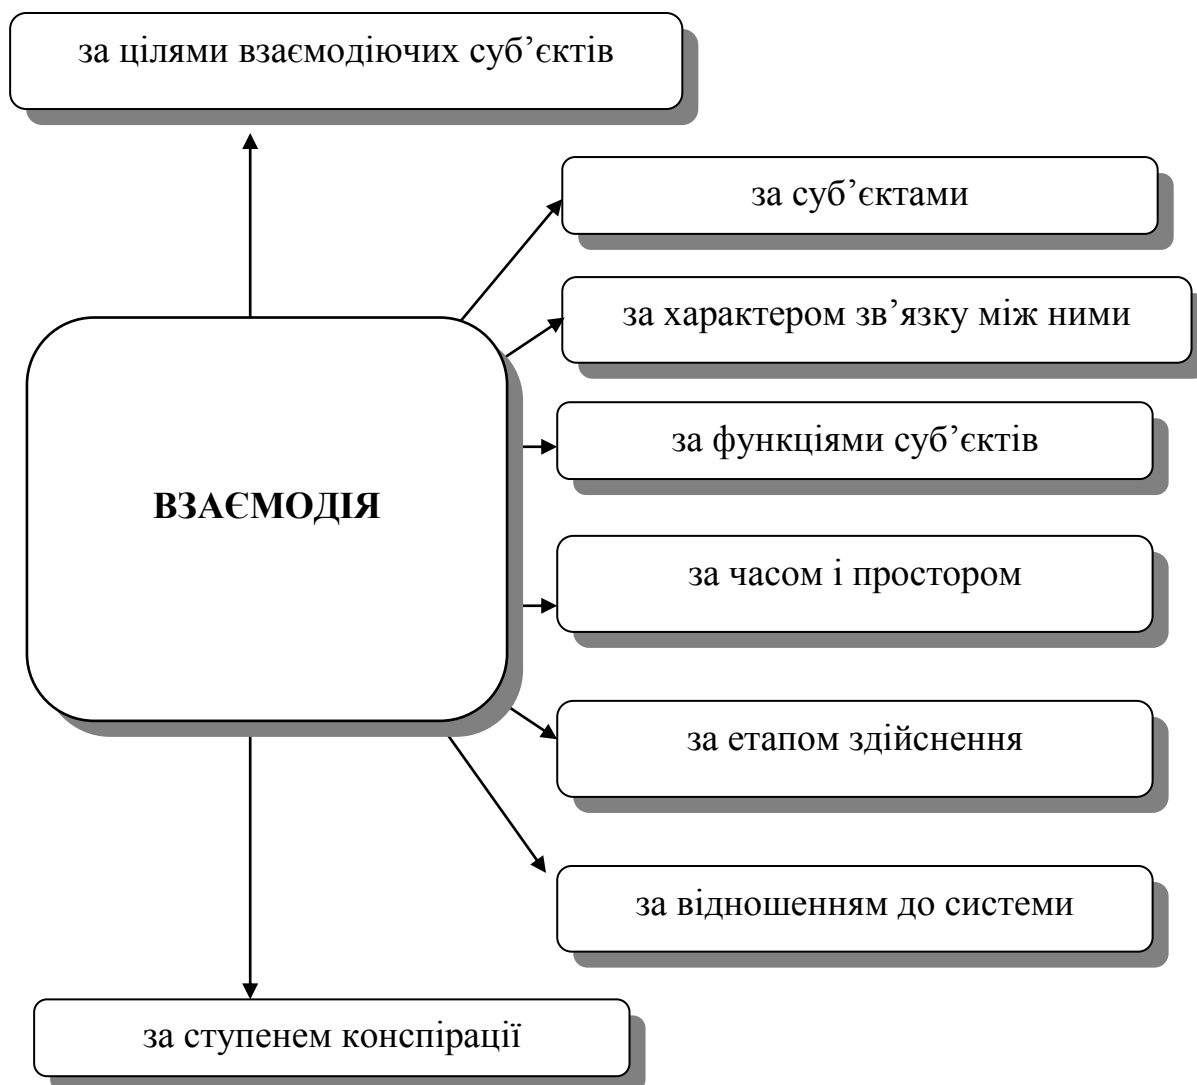 за цілями взаємодіючих суб’єктів
за суб’єктами
за характером зв’язку між ними
за функціями суб’єктів
ВЗАЄМОДІЯ
за часом і простором
за етапом здійснення
за відношенням до системи
за ступенем конспірації